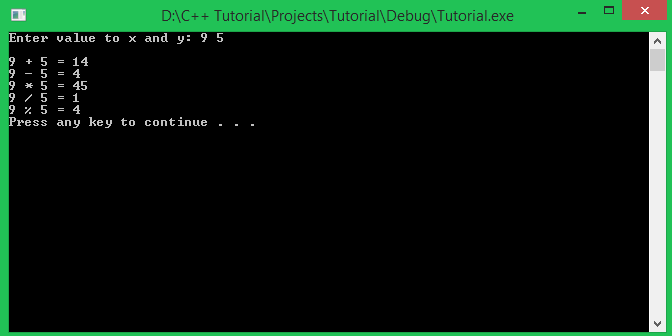 D:\C++ Tutorial\Projects\Tutorial\Debug\Tutorial.exe
Enter value to x and y: 9 5
9 + 5 = 14
9 - 5 = 4
9 * 5 = 45
9 / 5 = 1
9 % 5 = 4
Press any key to continue . . .